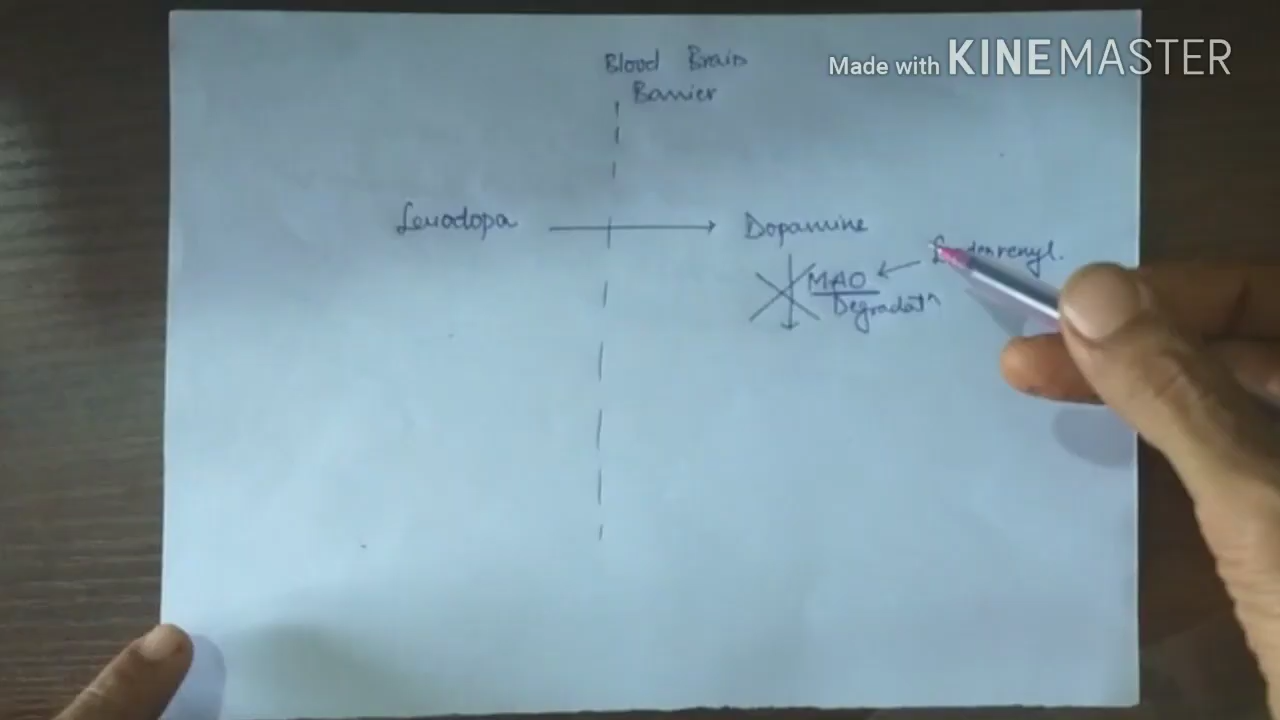 Blood Brain
Barrier
Made with KINEMASTER
Levodopa
Dopamine
MAO
Degradatn